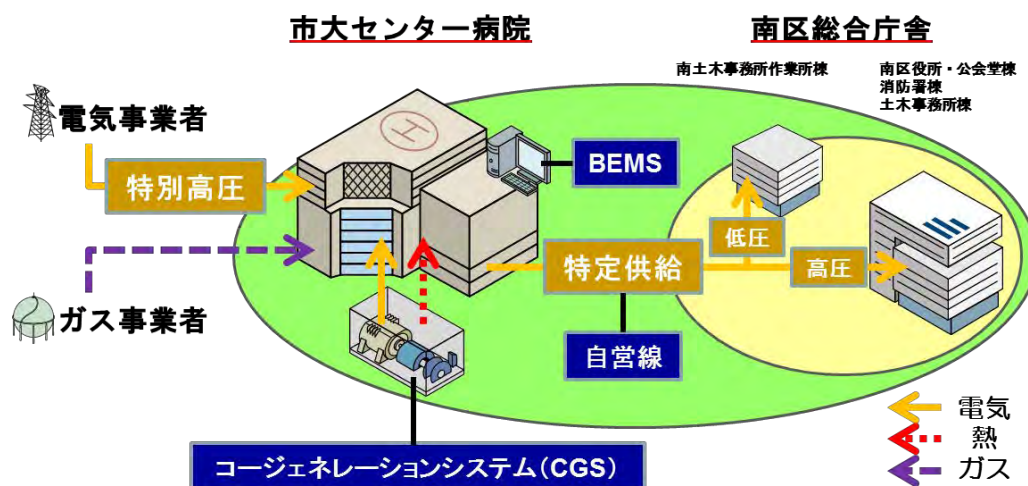 市大センター病院
南区総合庁舎
南土木事務所作業所棟
南区役所・公会堂棟
消防署棟
土木事務所棟
電気事業者
特別高圧
BEMS
低圧
特定供給
高圧
ガス事業者
自営線
コージェネレーションシステム(CGS)
電気
熱
ガス
H